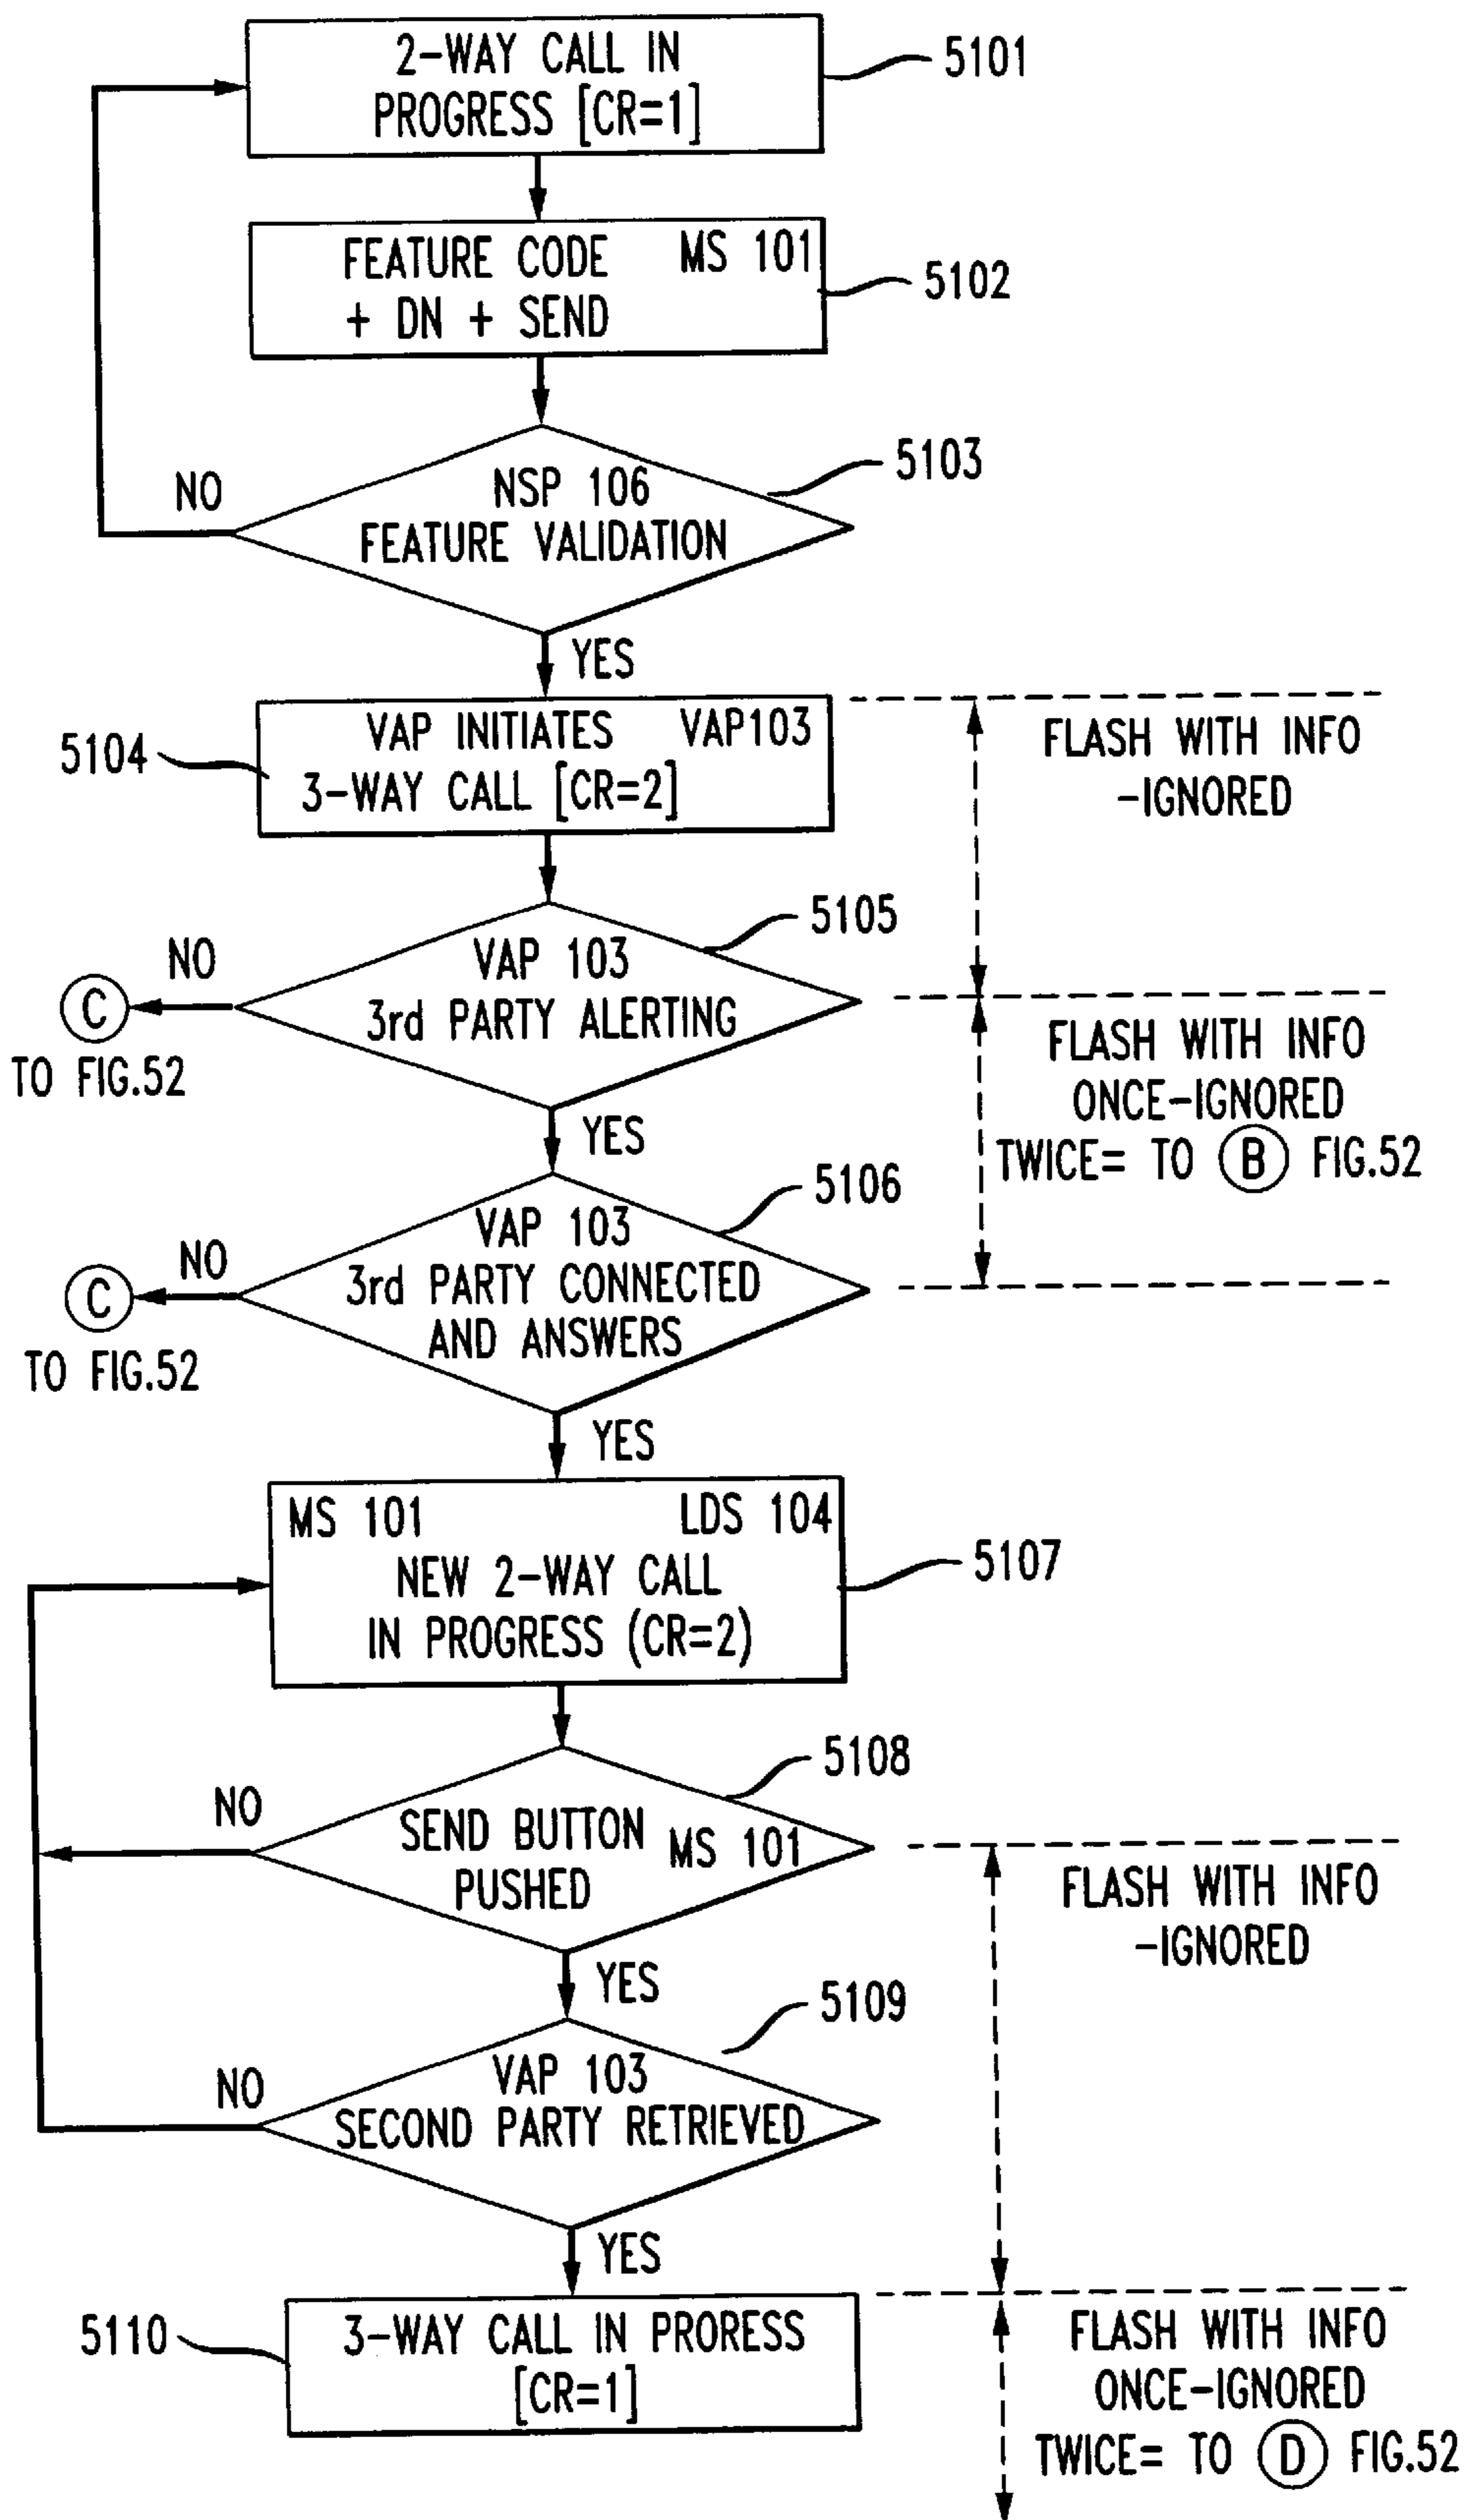 2-WAY CALL IN
PROGRESS [CR=1]
5101
FEATURE CODE MS 101
+ DN + SEND
5102
NSP 106
FEATURE VALIDATION
5103
NO
YES
VAP INITIATES VAP103
3-WAY CALL [CR=2]
5104
FLASH WITH INFO
-IGNORED
VAP 103
3rd PARTY ALERTING
5105
NO
C
TO FIG.52
YES
FLASH WITH INFO
ONCE-IGNORED
TWICE= TO B FIG.52
VAP 103
3rd PARTY CONNECTED
AND ANSWERS
5106
NO
C
TO FIG.52
YES
MS 101 LDS 104
NEW 2-WAY CALL
IN PROGRESS (CR=2)
5107
SEND BUTTON MS 101
PUSHED
5108
NO
YES
FLASH WITH INFO
-IGNORED
VAP 103
SECOND PARTY RETRIEVED
5109
NO
YES
3-WAY CALL IN PRORESS
[CR=1]
5110
FLASH WITH INFO
ONCE-IGNORED
TWICE= TO D FIG.52